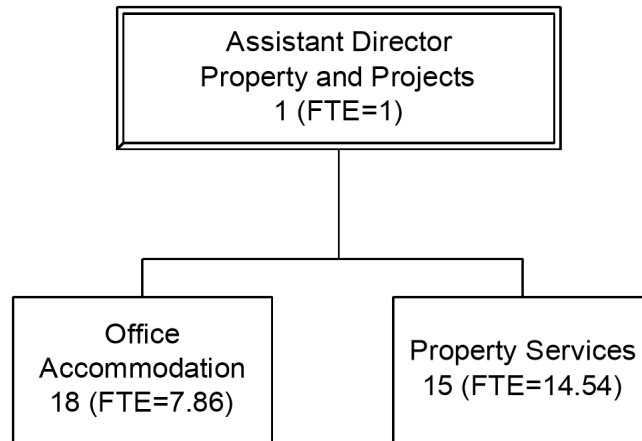 Assistant Director
Property and Projects
1 (FTE=1)
Office
Accommodation
18 (FTE=7.86)
Property Services
15 (FTE=14.54)